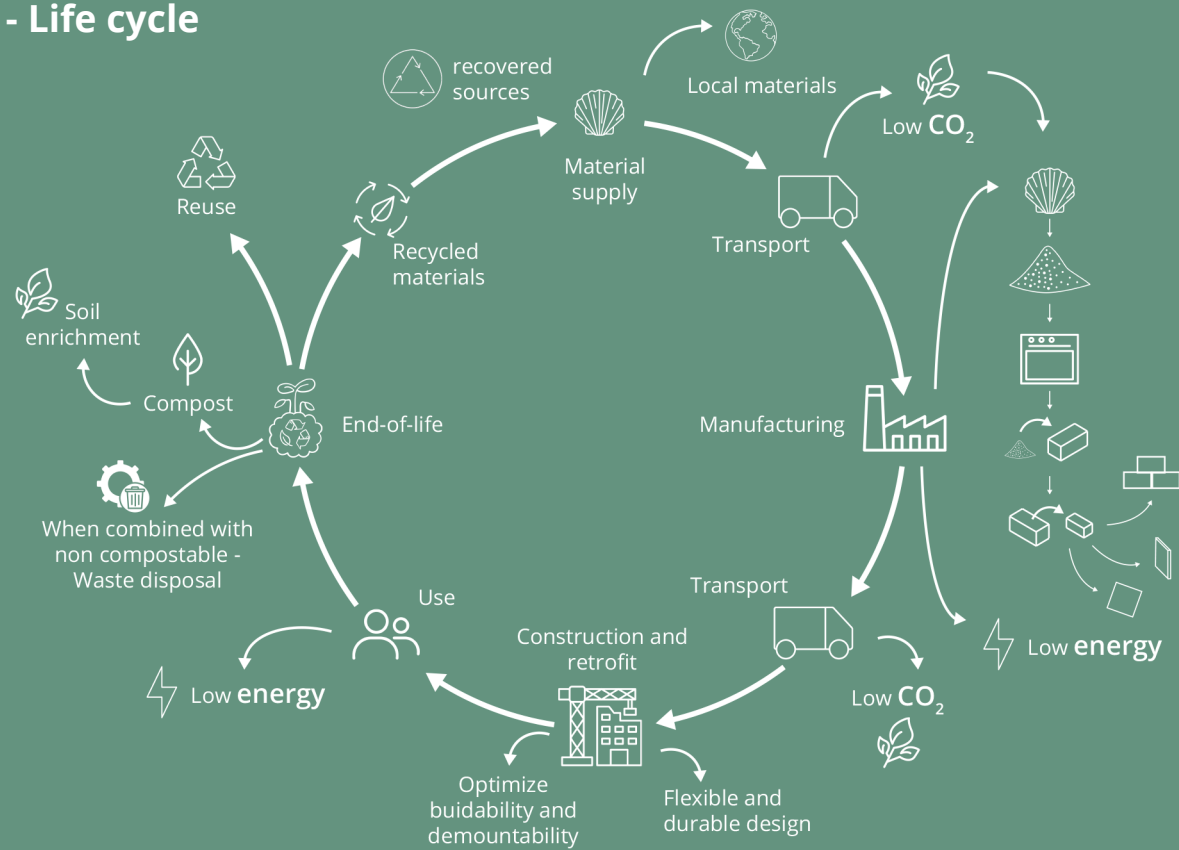 - Life cycle
recovered
sources
Local materials
Low CO2
Material
supply
Reuse
Transport
Recycled
materials
Soil
enrichment
Compost
End-of-life
Manufacturing
When combined with
non compostable -
Waste disposal
Transport
Use
Construction and
retrofit
Low energy
Low energy
Low CO2
Optimize
buidability and
demountability
Flexible and
durable design